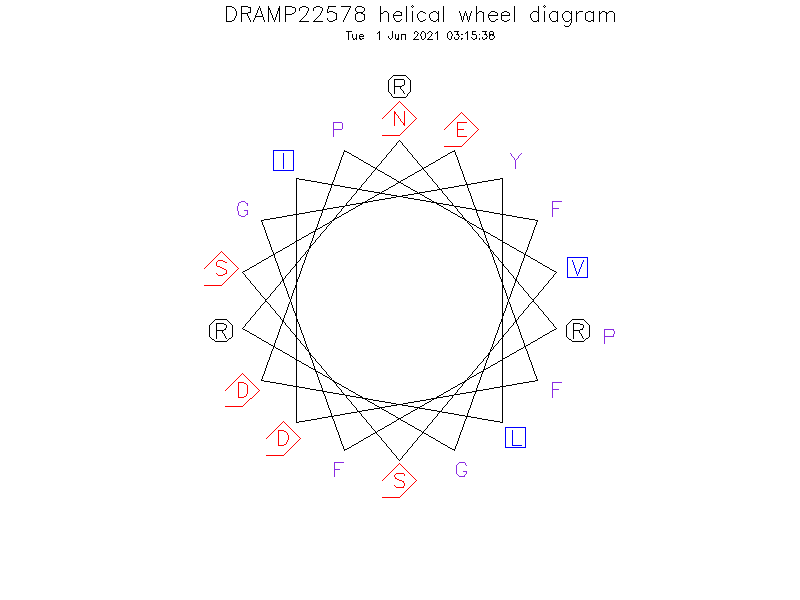 DRAMP22578 helical wheel diagram
Tue 1 Jun 2021 03:15:38
R
N
P E
I Y
G F
S V
R R P
D F
D L
F G
S